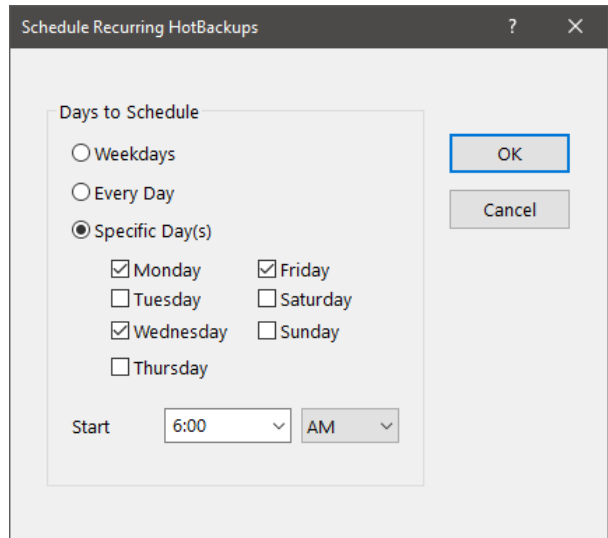 Schedule Recurring HotBackups ?
Days to Schedule
Weekdays
OK
Every Day
Cancel
Specific Day(s)
Monday Friday
Tuesday Saturday
Wednesday Sunday
Thursday
Start 6:00 AM